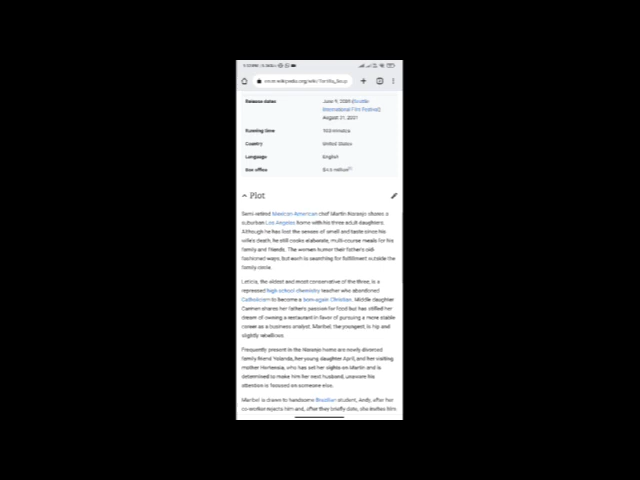 en.wikipedia.org/wiki/Tortilla_Soup
Release dates
June 9, 2001 (Seattle
International Film Festival)
August 31, 2001
Running time
103 minutes
Country
United States
Language
English
Box office
million
Plot
Semi-retired Mexican-American chef Martin Naranjo shares a
suburban Los Angeles home with his three adult daughters.
Although he has lost the senses of smell and taste since his
wife's death, he still cooks elaborate, multi-course meals for his
family and friends. The women humor their father's old-
fashioned ways, but each is searching for fulfillment outside the
family circle.
Leticia, the oldest and most conservative of the three, is a
repressed high school chemistry teacher who abandoned
Catholicism to become a born-again Christian. Middle daughter
Carmen shares her father's passion for food but has stifled her
dream of owning a restaurant in favor of pursuing a more stable
career as a business analyst. Maribel, the youngest, is hip and
slightly rebellious.
Frequently present in the Naranjo home are newly divorced
family friend Yolanda, her young daughter April, and her visiting
mother Hortensia, who has set her sights on Martin and is
determined to make him her next husband, unaware his
attention is focused on someone else.
Maribel is drawn to handsome Brazilian student, Andy, after her
co-worker rejects him and, after they briefly date, she invites him